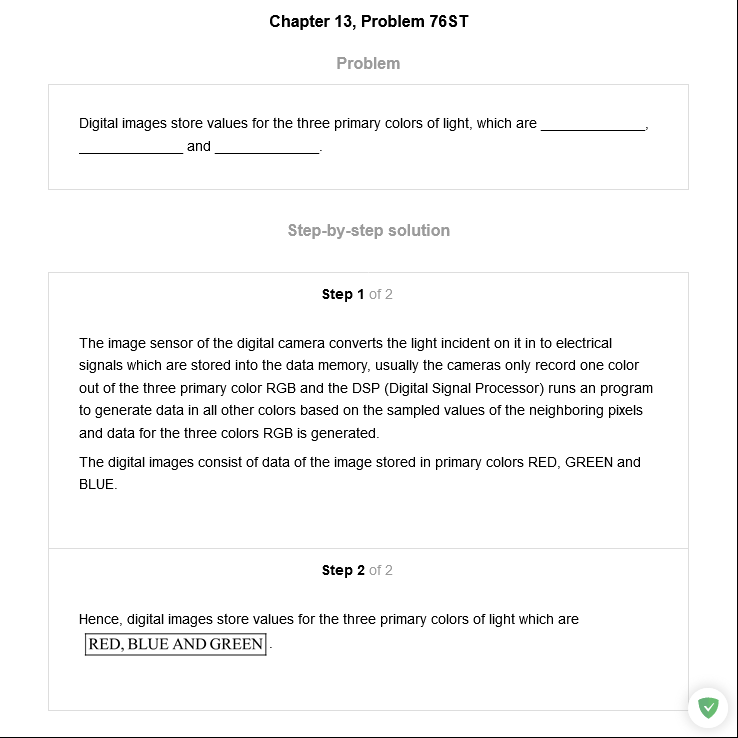 Chapter 13, Problem 76ST
Problem
Digital images store values for the three primary colors of light, which are ______________,
______________ and ______________.
Step-by-step solution
Step 1 of 2
The image sensor of the digital camera converts the light incident on it in to electrical
signals which are stored into the data memory, usually the cameras only record one color
out of the three primary color RGB and the DSP (Digital Signal Processor) runs an program
to generate data in all other colors based on the sampled values of the neighboring pixels
and data for the three colors RGB is generated.
The digital images consist of data of the image stored in primary colors RED, GREEN and
BLUE.
Step 2 of 2
Hence, digital images store values for the three primary colors of light which are
RED, BLUE AND GREEN.